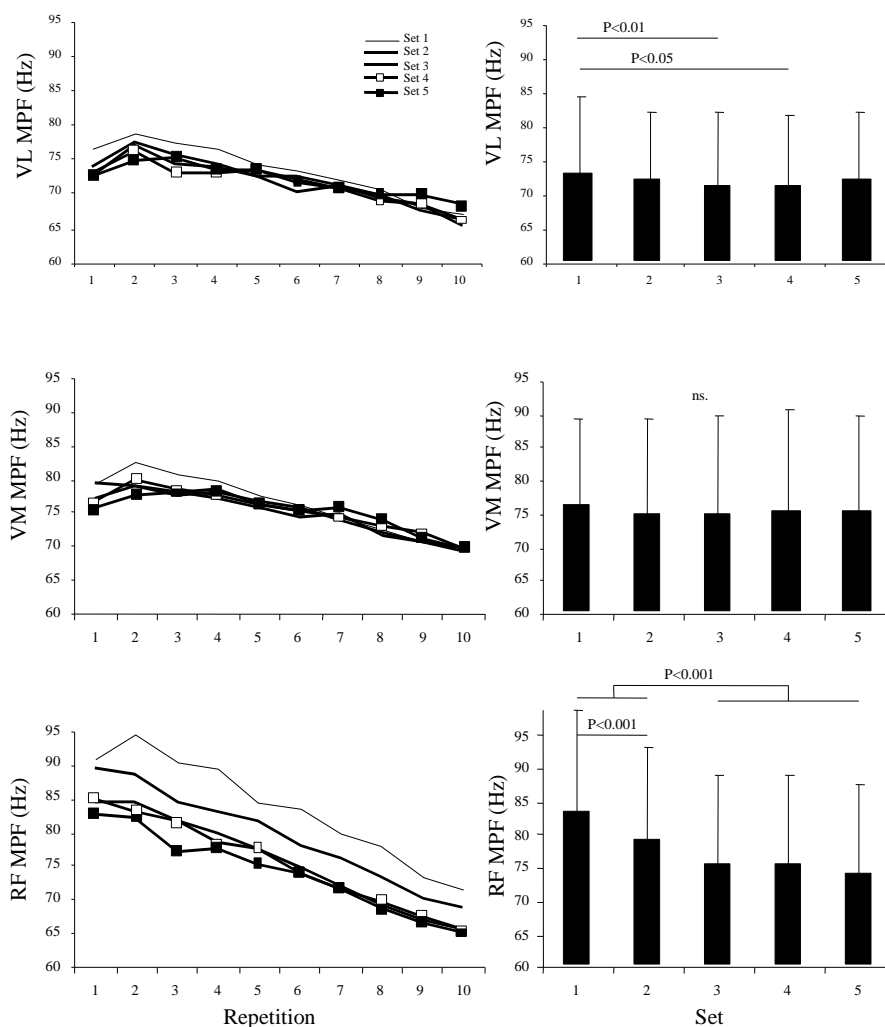 95
90
85
80
75
70
65
60
VL MPF (Hz)
Set 1
Set 2
Set 3
Set 4
Set 5
1 2 3 4 5 6 7 8 9 10
P<0.01
P<0.05
95
90
85
80
75
70
65
60
VL MPF (Hz)
1 2 3 4 5
95
90
85
80
75
70
65
60
VM MPF (Hz)
1 2 3 4 5 6 7 8 9 10
ns.
95
90
85
80
75
70
65
60
VM MPF (Hz)
1 2 3 4 5
95
90
85
80
75
70
65
60
RF MPF (Hz)
1 2 3 4 5 6 7 8 9 10
Repetition
P<0.001
P<0.001
95
90
85
80
75
70
65
60
RF MPF (Hz)
1 2 3 4 5
Set